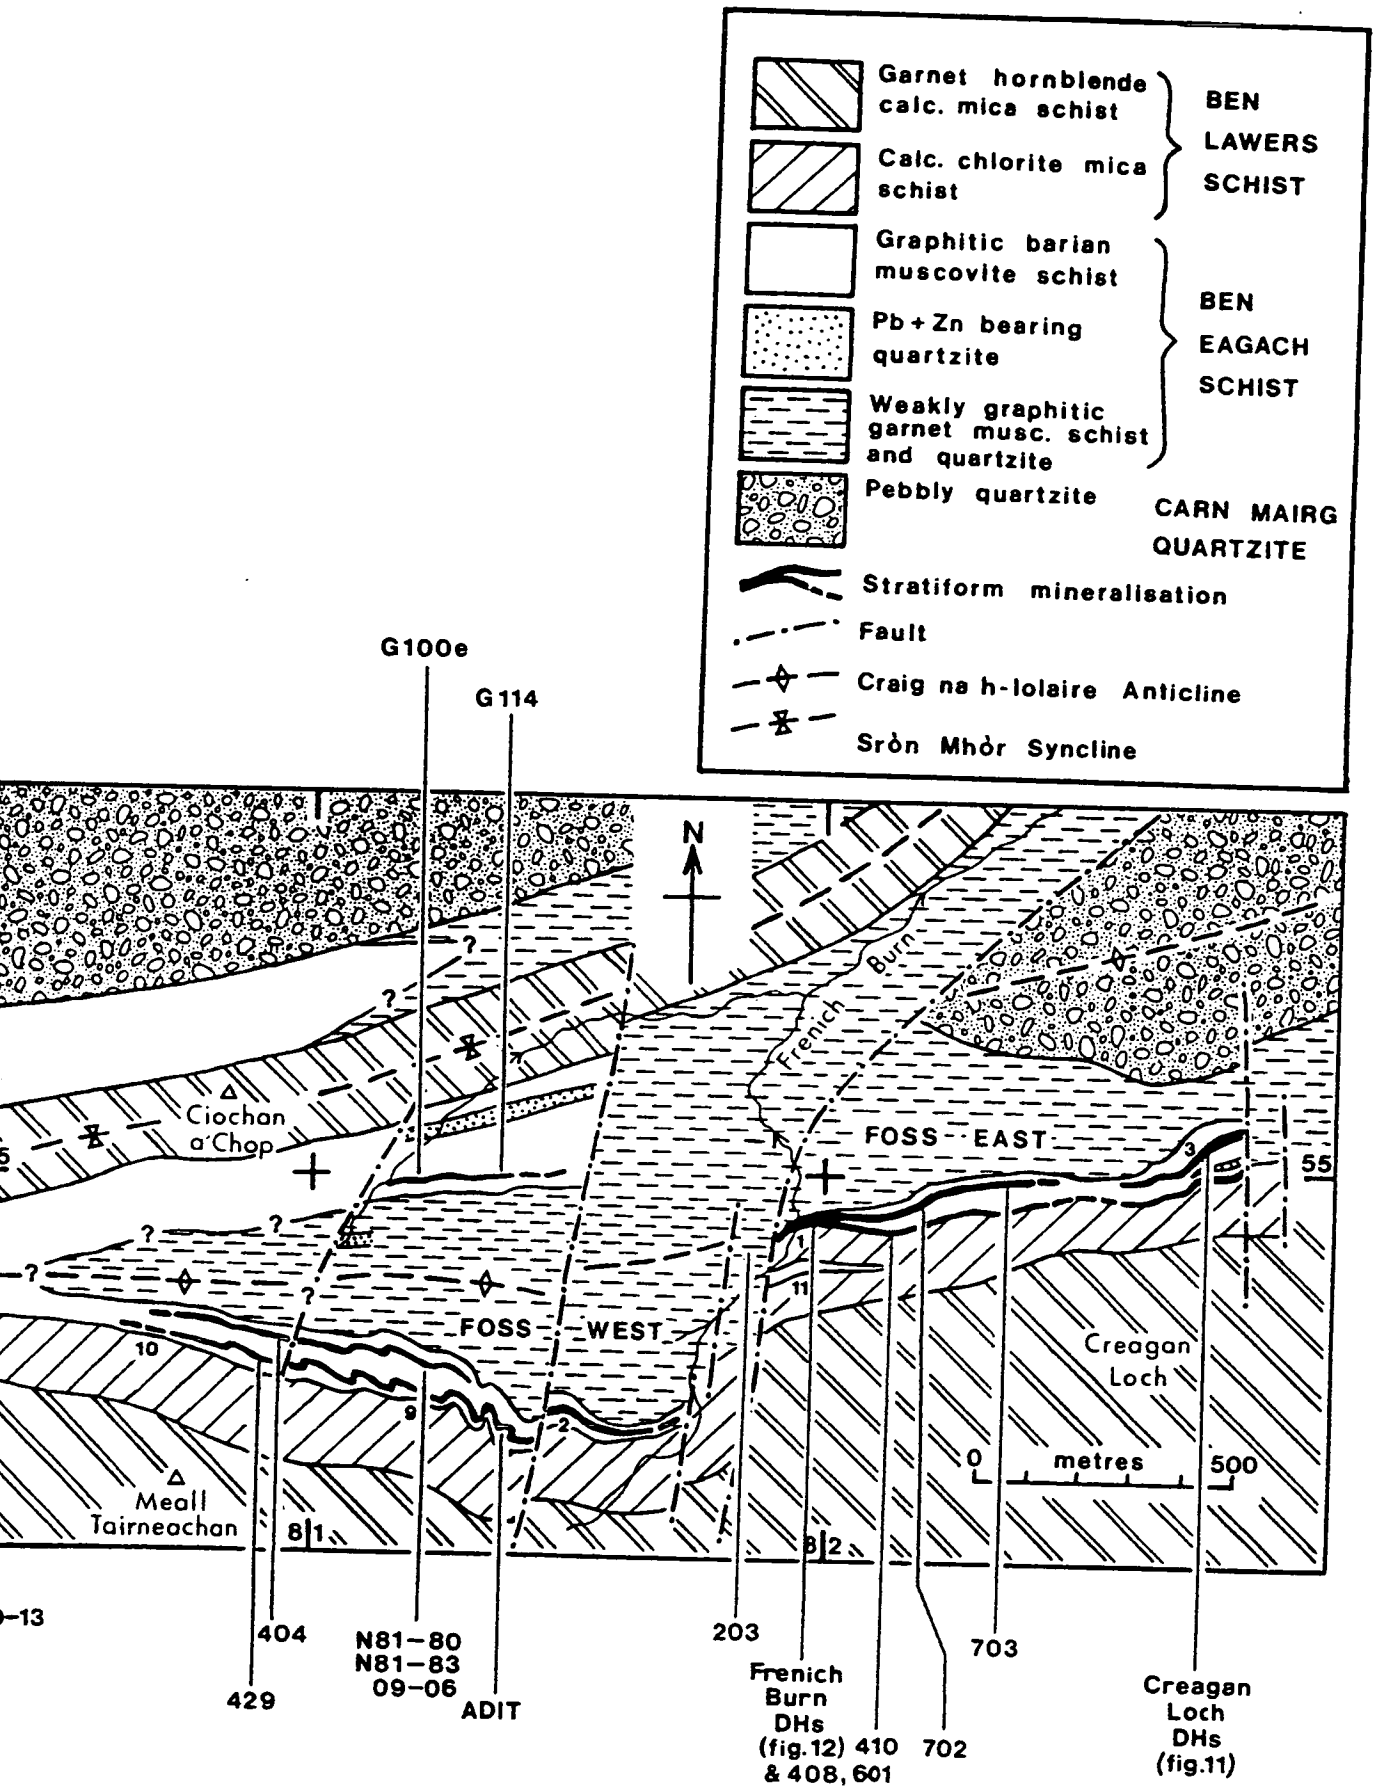 Garnet hornblende
calc. mica schist
BEN
LAWERS
SCHIST
Calc. chlorite mica
schist
Graphitic barian
muscovite schist
BEN
EAGACH
SCHIST
Pb + Zn bearing
quartzite
Weakly graphitic
garnet musc. schist
and quartzite
Pebbly quartzite
CARN MAIRG
QUARTZITE
Stratiform mineralisation
Fault
Craig na h-Iolaire Anticline
Sròn Mhòr Syncline
G100e
G114
N
?
?
Burn
Frenich
Ciochan
a'Chop
5
FOSS EAST
3
55
?
?
?
?
1
11
FOSS WEST
10
9
2
Creagan
Loch
0 metres 500
Meall
Tairneachan
8 1
8 2
-13
404
N81-80
N81-83
09-06
429
ADIT
203
Frenich
Burn
DHs
(fig.12)
& 408, 601
410
702
703
Creagan
Loch
DHs
(fig.11)